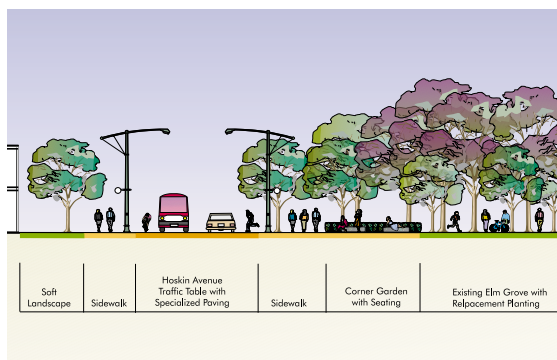 Soft
Landscape
Sidewalk
Hoskin Avenue
Traffic Table with
Specialized Paving
Sidewalk
Corner Garden
with Seating
Existing Elm Grove with
Relpacement Planting